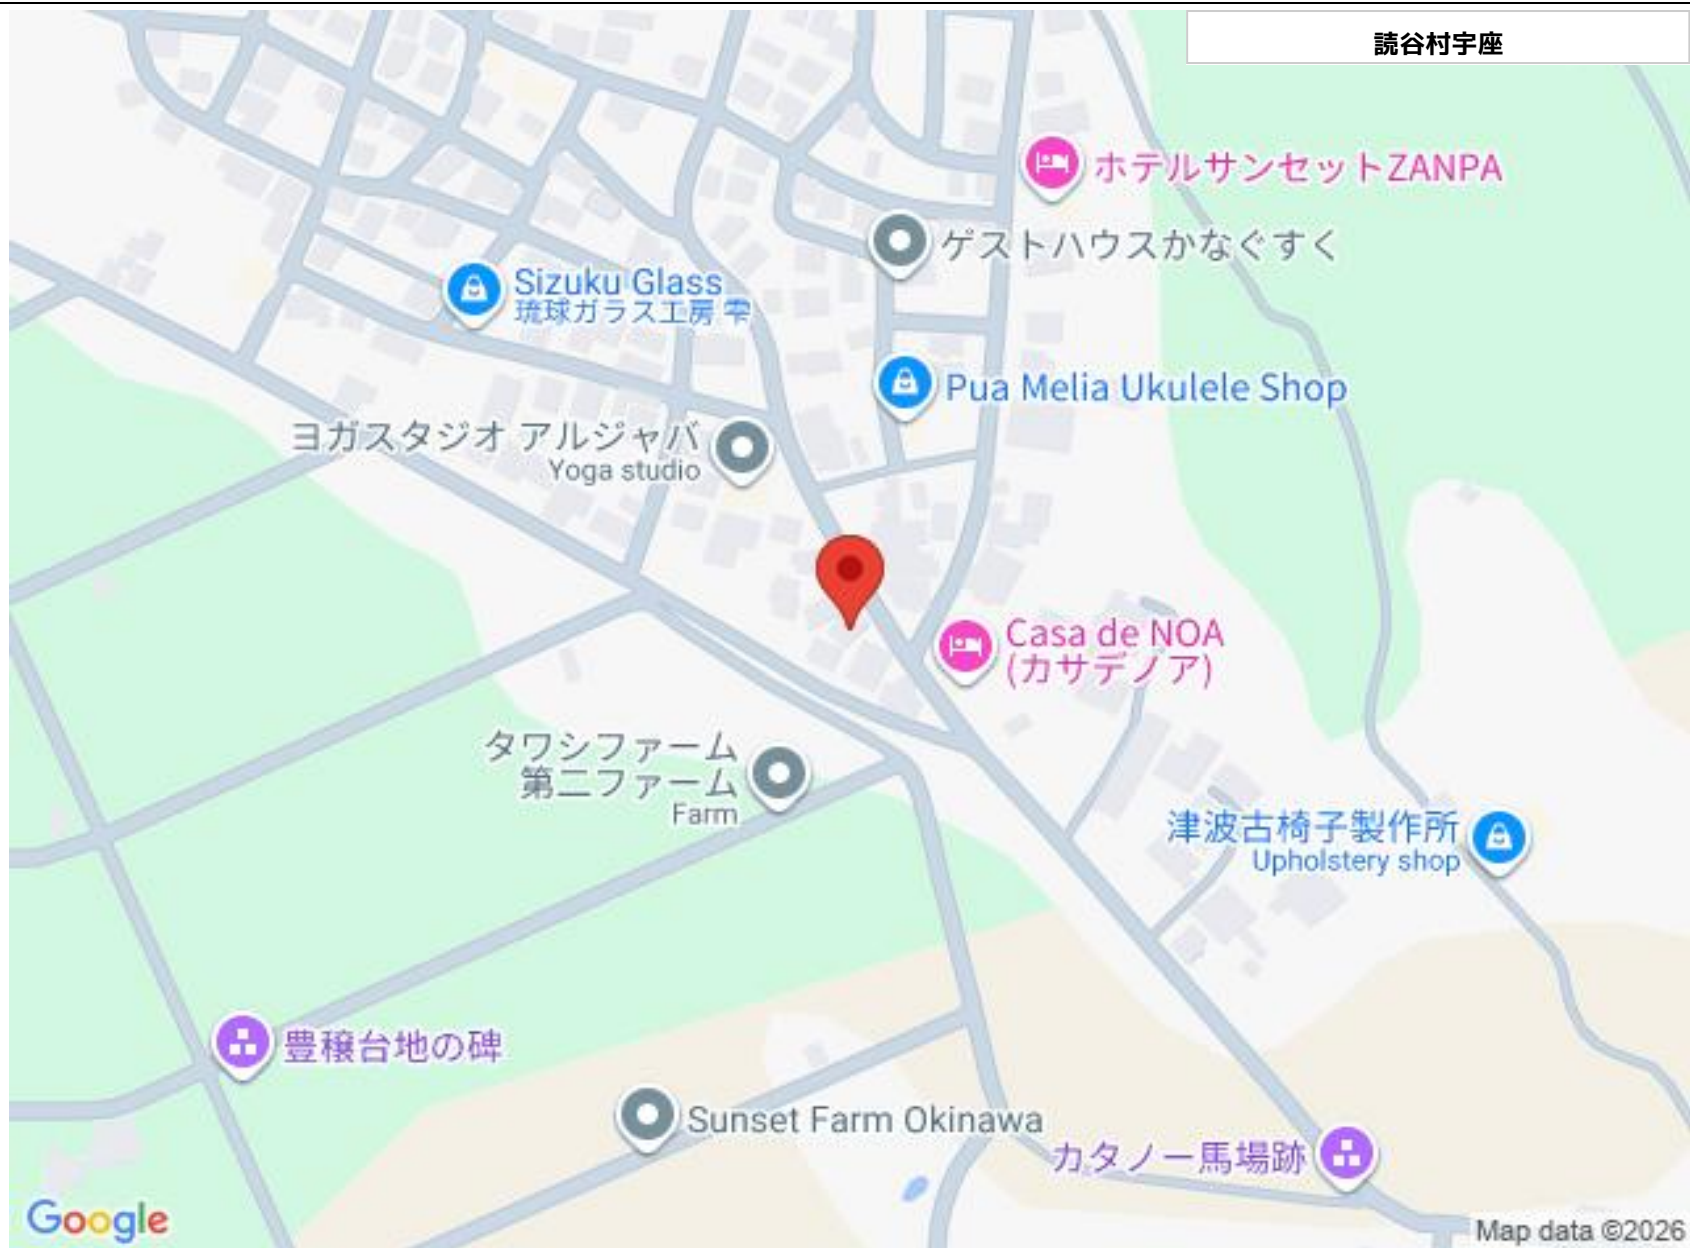 読谷村宇座
ホテルサンセットZANPA
ゲストハウスかなぐすく
Sizuku Glass
琉球ガラス工房 雫
Pua Melia Ukulele Shop
ヨガスタジオ アルジャバ
Yoga studio
Casa de NOA
(カサデノア)
タワシファーム
第二ファーム
Farm
津波古椅子製作所
Upholstery shop
豊穣台地の碑
Sunset Farm Okinawa
カタノー馬場跡
Google
Map data ©2026